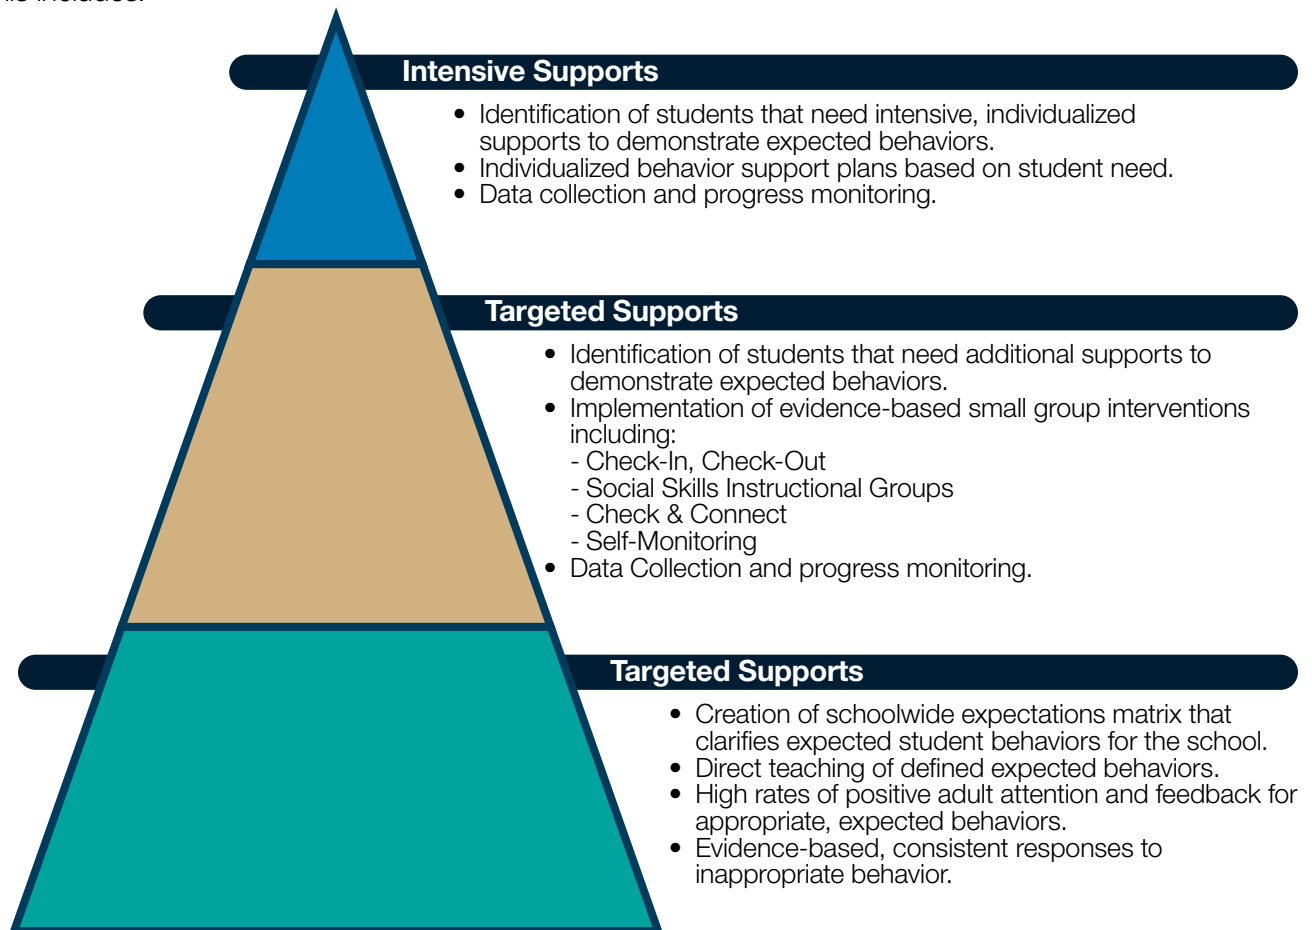 Intensive Supports
• Identification of students that need intensive, individualized
supports to demonstrate expected behaviors.
• Individualized behavior support plans based on student need.
• Data collection and progress monitoring.
Targeted Supports
• Identification of students that need additional supports to
demonstrate expected behaviors.
• Implementation of evidence-based small group interventions
including:
- Check-In, Check-Out
- Social Skills Instructional Groups
- Check & Connect
- Self-Monitoring
• Data Collection and progress monitoring.
Targeted Supports
• Creation of schoolwide expectations matrix that
clarifies expected student behaviors for the school.
• Direct teaching of defined expected behaviors.
• High rates of positive adult attention and feedback for
appropriate, expected behaviors.
• Evidence-based, consistent responses to
inappropriate behavior.